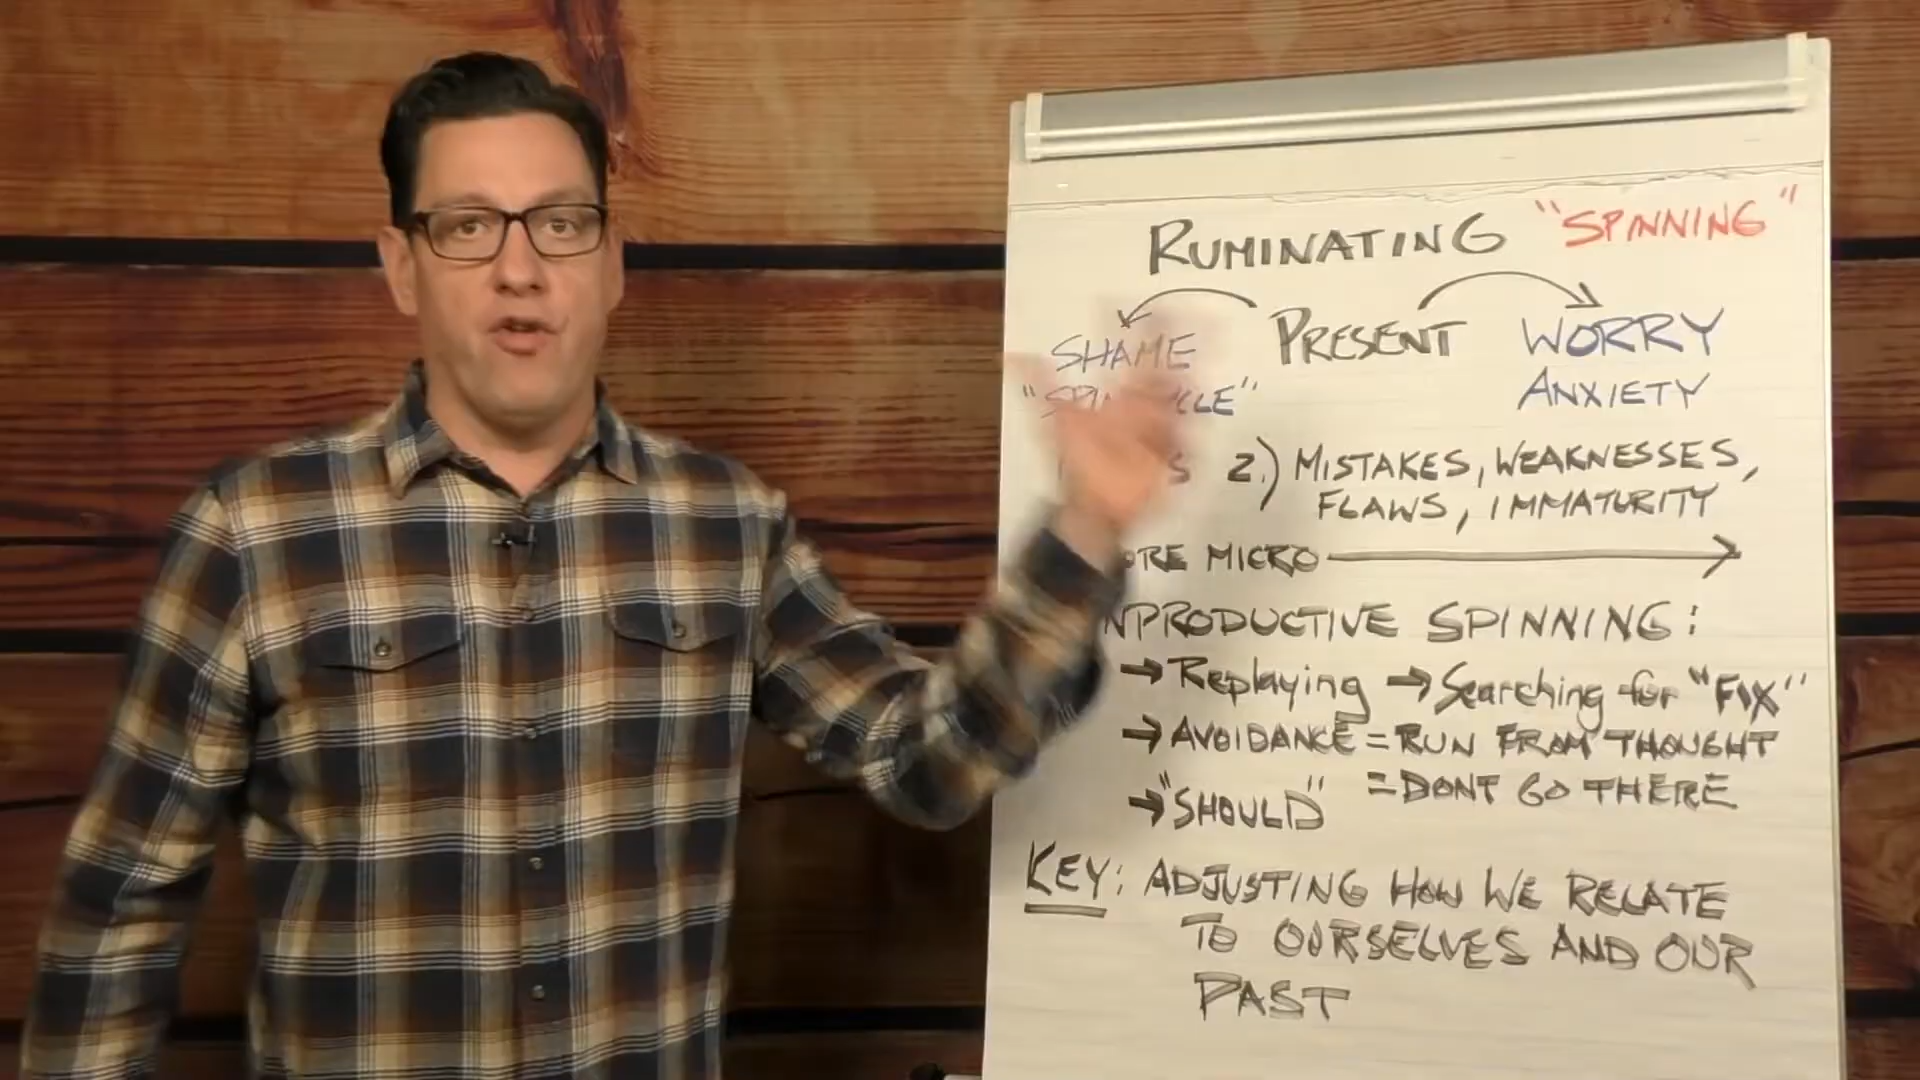 RUMINATING "SPINNING"
SHAME PRESENT WORRY
ANXIETY
2.) MISTAKES, WEAKNESSES,
FLAWS, IMMATURITY
MICRO
SPINNING:
→ Replaying → Searching for "FIX"
→ AVOIDANCE = RUN FROM THOUGHT
= DONT GO THERE
→ "SHOULD"
KEY: ADJUSTING HOW WE RELATE
TO OURSELVES AND OUR
PAST